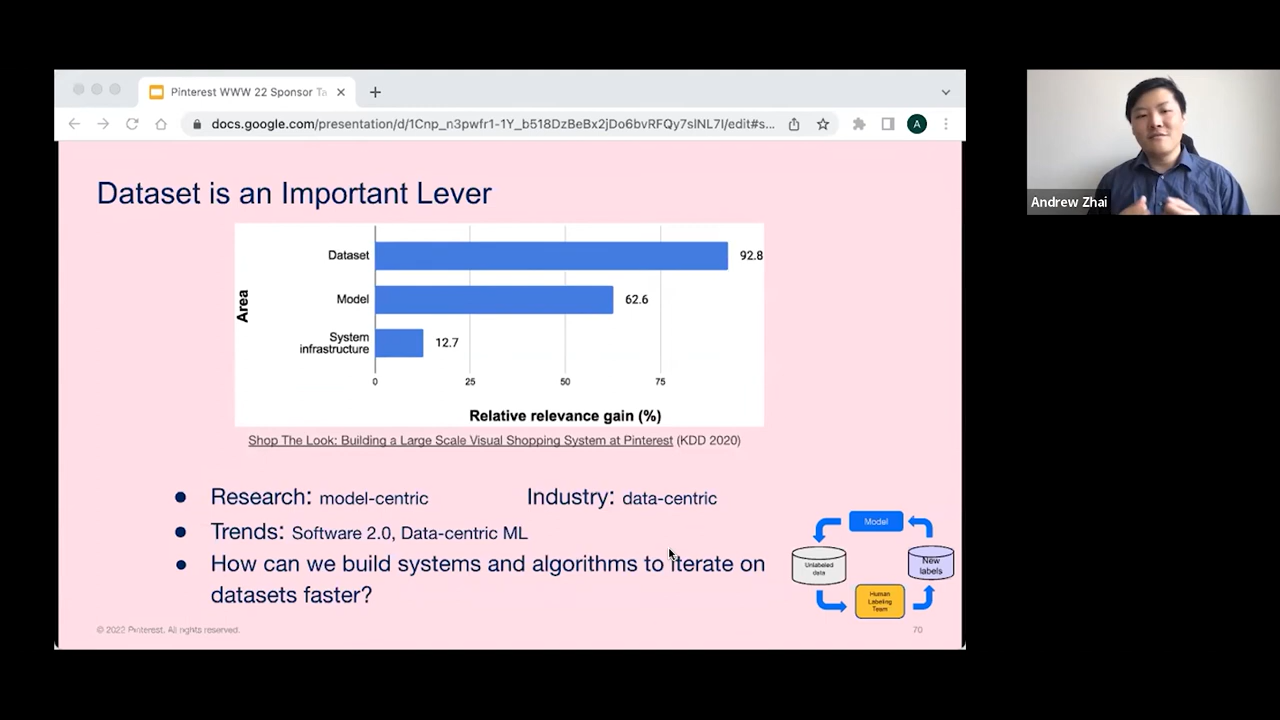 Pinterest WWW 22 Sponsor Ta
docs.google.com/presentation/d/1Cnp_n3pwfr1-1Y_b518DzBeBx2jDo6bvRFQy7slNL7I/edit#s...
A
Andrew Zhai
Dataset is an Important Lever
Area
Dataset
92.8
Model
62.6
System
infrastructure
12.7
0 25 50 75
Relative relevance gain (%)
Shop The Look: Building a Large Scale Visual Shopping System at Pinterest (KDD 2020)
● Research: model-centric Industry: data-centric
● Trends: Software 2.0, Data-centric ML
● How can we build systems and algorithms to iterate on
datasets faster?
Model
Unlabeled
data
New
labels
Human
Labeling
Team
© 2022 Pinterest. All rights reserved.
70